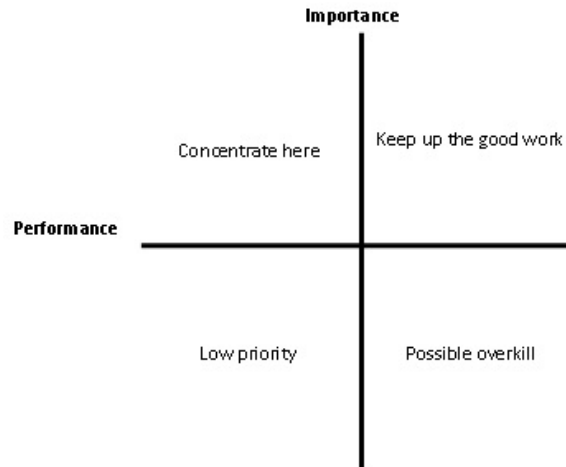 Importance
Keep up the good work
Concentrate here
Performance
Low priority
Possible overkill